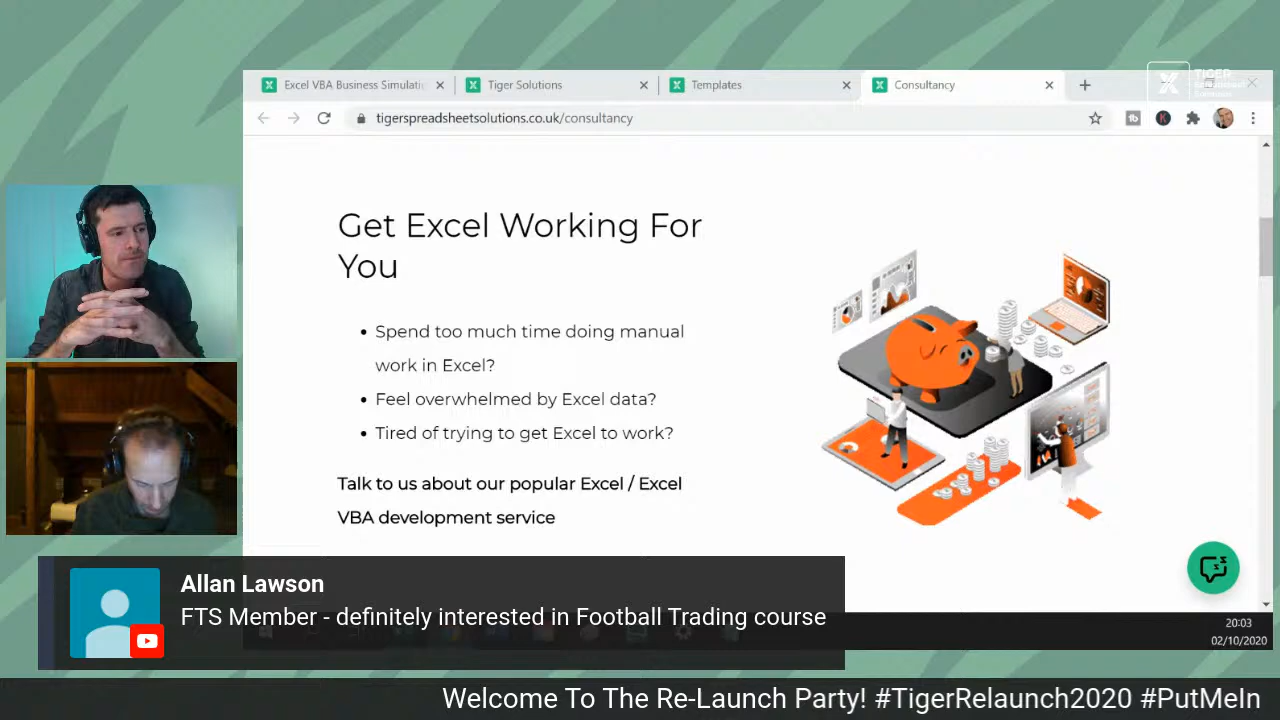 Excel VBA Business Simulati
Tiger Solutions
Templates
Consultancy
TIGER
tigerspreadsheetsolutions.co.uk/consultancy
Get Excel Working For
You
• Spend too much time doing manual
work in Excel?
• Feel overwhelmed by Excel data?
• Tired of trying to get Excel to work?
Talk to us about our popular Excel / Excel
VBA development service
Allan Lawson
FTS Member - definitely interested in Football Trading course
20:03
02/10/2020
Welcome To The Re-Launch Party! #TigerRelaunch2020 #PutMeIn